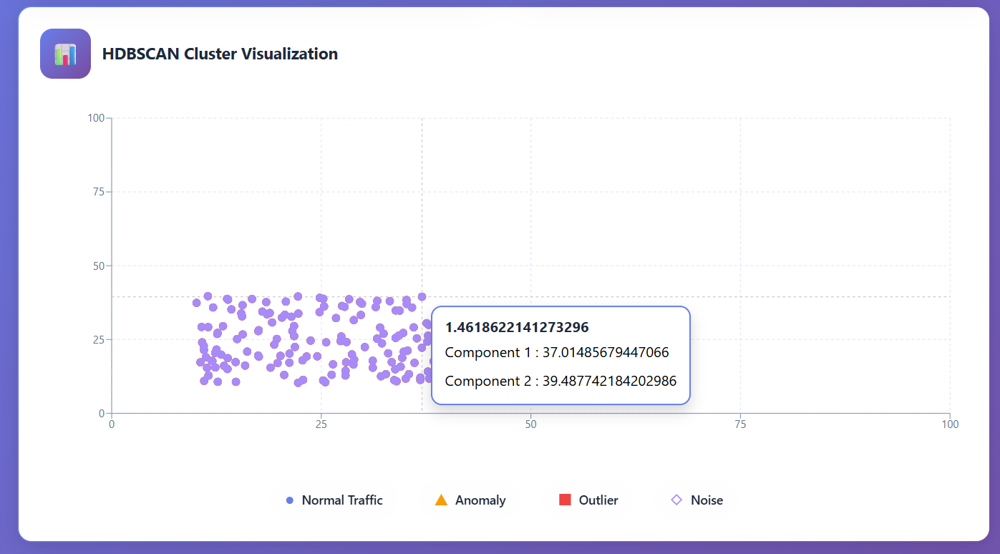 HDBSCAN Cluster Visualization
100
75
50
25
0
1.4618622141273296
Component 1 : 37.01485679447066
Component 2 : 39.487742184202986
0 25 50 75 100
Normal Traffic Anomaly Outlier Noise